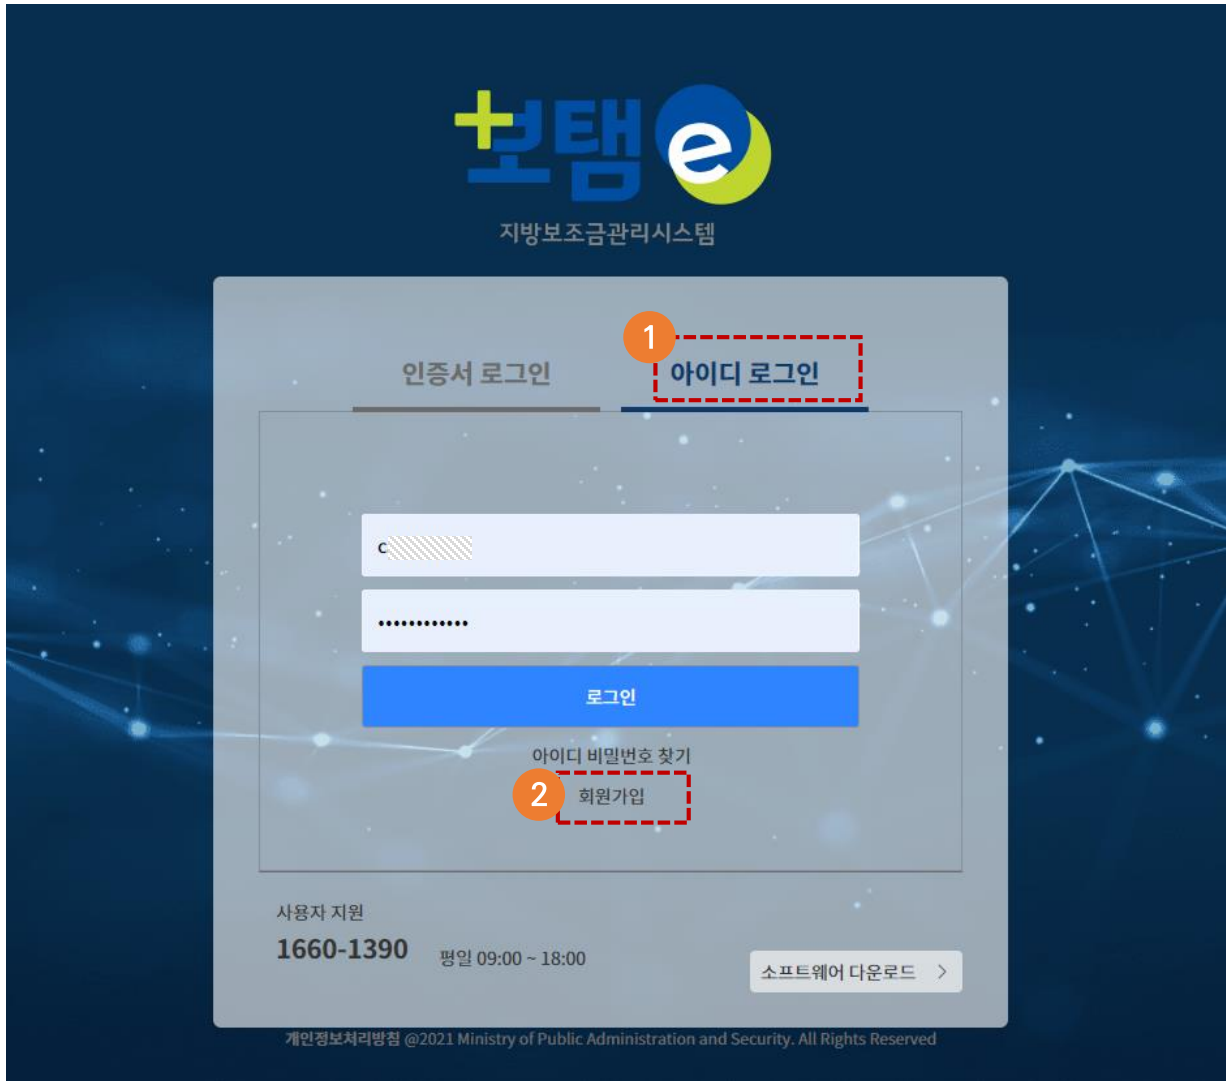 보탬e
지방보조금관리시스템
1
인증서 로그인 아이디 로그인
c
••••••••••••
로그인
아이디 비밀번호 찾기
2 회원가입
사용자 지원
1660-1390 평일 09:00 ~ 18:00
소프트웨어 다운로드 >
개인정보처리방침 @2021 Ministry of Public Administration and Security. All Rights Reserved